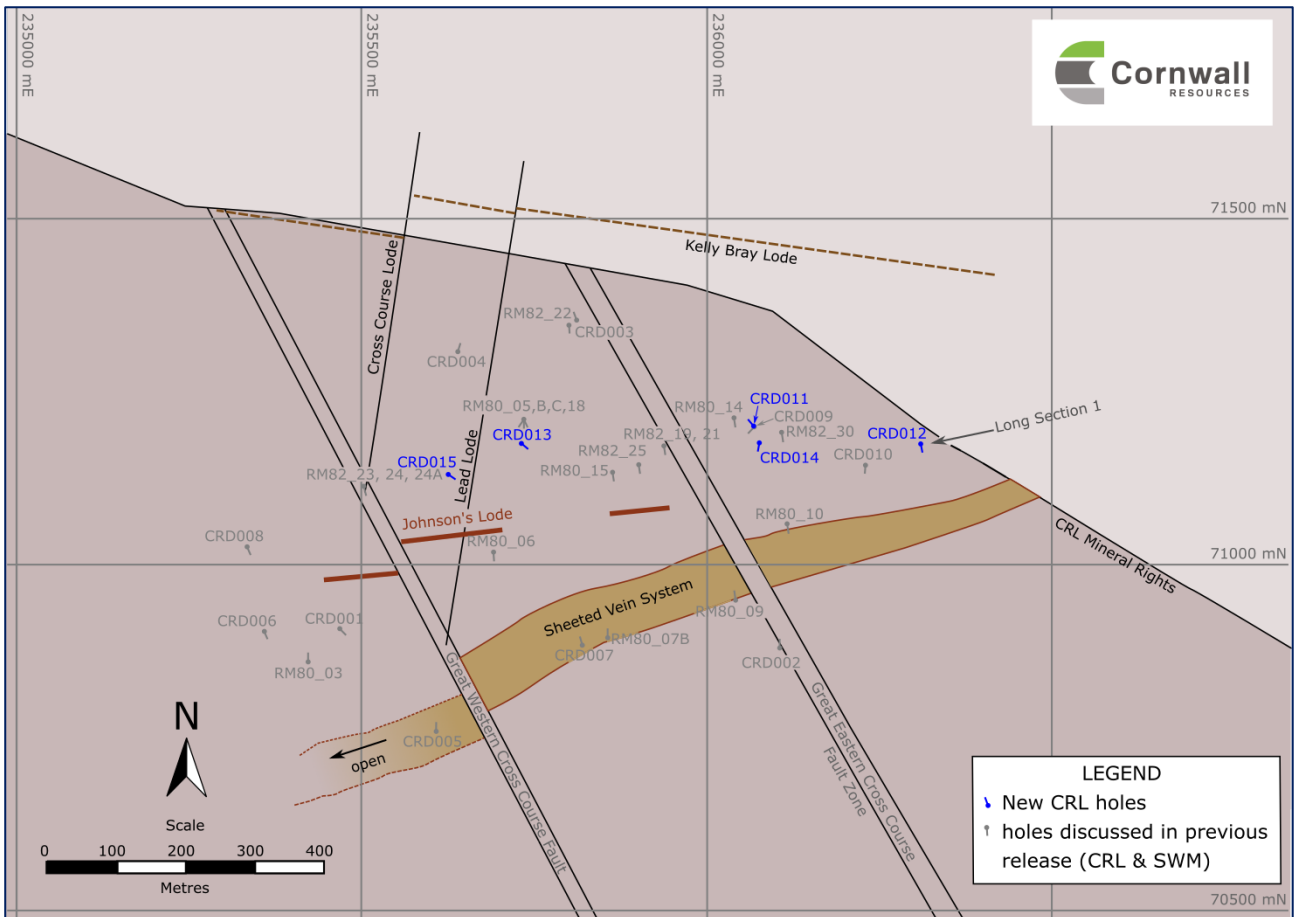 235000 mE
235500 mE
236000 mE
Cornwall
RESOURCES
71500 mN
Kelly Bray Lode
Cross Course Lode
RM82_22
CRD003
CRD004
RM80_05,B,C,18
CRD013
RM80_14
CRD011
CRD009
RM82_30
CRD014
CRD012
Long Section 1
RM82_19, 21
RM82_25
RM80_15
CRD010
CRD015
RM82_23, 24, 24A
Lead Lode
Johnson's Lode
RM80_06
RM80_10
CRL Mineral Rights
CRD008
71000 mN
Sheeted Vein System
RM80_09
CRD006
CRD001
RM80_03
CRD007
RM80_07B
CRD002
Great Western Cross Course Fault
Great Eastern Cross Course
Fault Zone
CRD005
open
N
Scale
0 100 200 300 400
Metres
LEGEND
New CRL holes
holes discussed in previous
release (CRL & SWM)
70500 mN